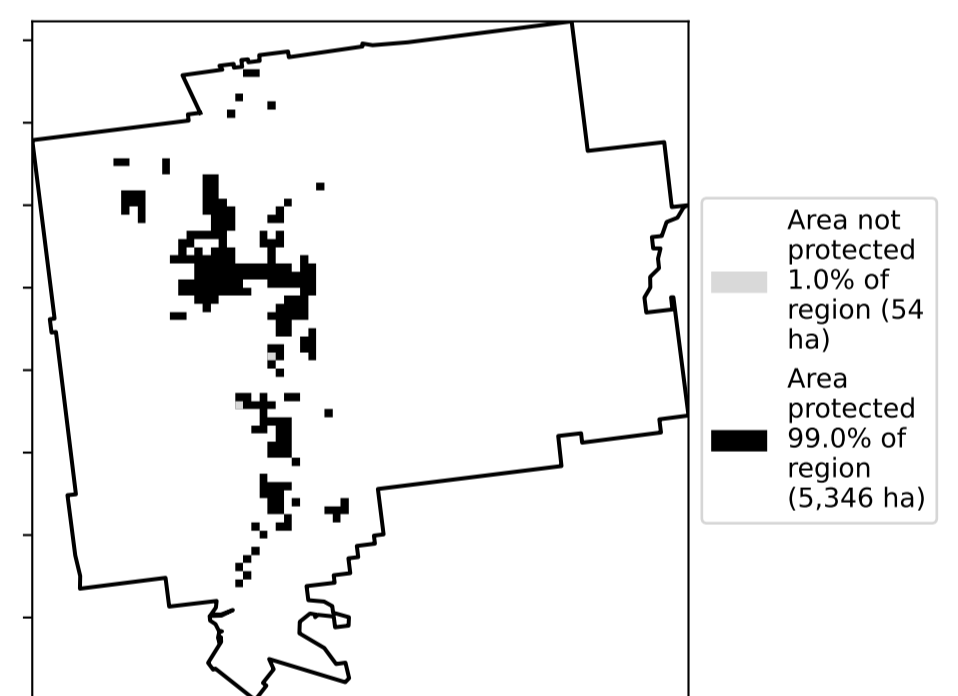 Area not
protected
1.0% of
region (54
ha)
Area
protected
99.0% of
region
(5,346 ha)